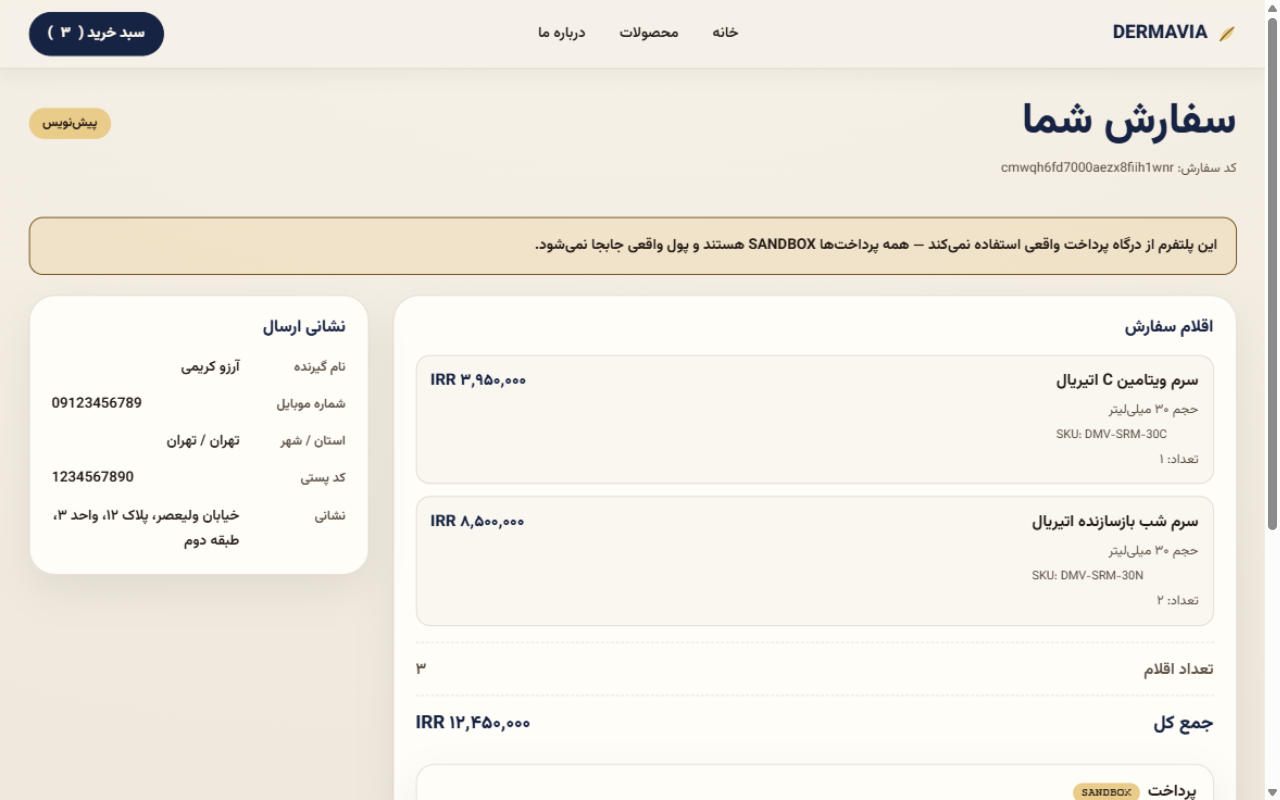 DERMAVIA
خانه
محصولات
درباره ما
سبد خرید ( ۳ )
سفارش شما
پیش‌نویس
کد سفارش: cmwqh6fd7000aezx8fiih1wnr
این پلتفرم از درگاه پرداخت واقعی استفاده نمی‌کند — همه پرداخت‌ها SANDBOX هستند و پول واقعی جابجا نمی‌شود.
اقلام سفارش
سرم ویتامین C اتیریال
IRR ۳,۹۵۰,۰۰۰
حجم ۳۰ میلی‌لیتر
SKU: DMV-SRM-30C
تعداد: ۱
سرم شب بازسازنده اتیریال
IRR ۸,۵۰۰,۰۰۰
حجم ۳۰ میلی‌لیتر
SKU: DMV-SRM-30N
تعداد: ۲
تعداد اقلام
۳
جمع کل
IRR ۱۲,۴۵۰,۰۰۰
پرداخت SANDBOX
نشانی ارسال
نام گیرنده
آرزو کریمی
شماره موبایل
09123456789
استان / شهر
تهران / تهران
کد پستی
1234567890
نشانی
خیابان ولیعصر، پلاک ۱۲، واحد ۳،
طبقه دوم